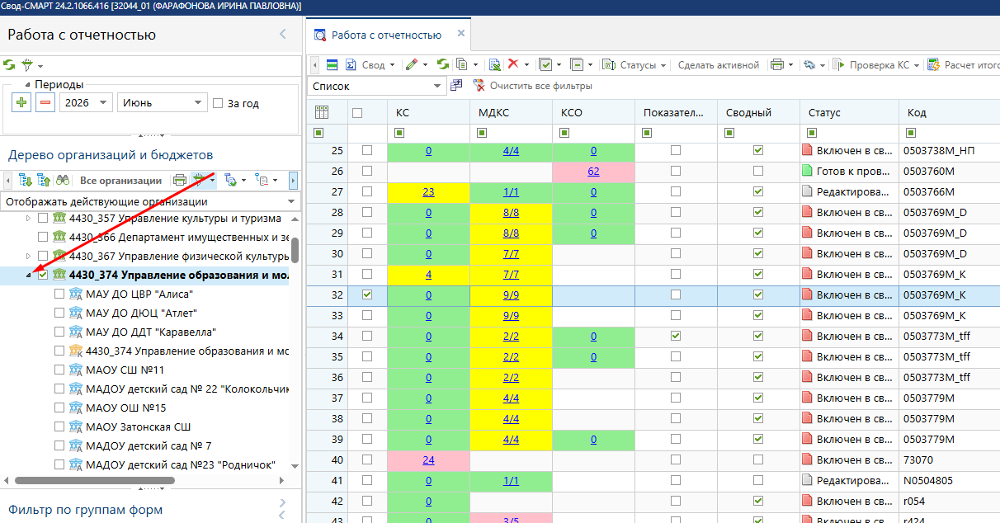 Свод-СМАРТ 24.2.1066.416 [32044_01 (ФАРАФОНОВА ИРИНА ПАВЛОВНА)]
Работа с отчетностью
Периоды
2026 Июнь За год
Дерево организаций и бюджетов
Все организации
Отображать действующие организации
4430_357 Управление культуры и туризма
4430_366 Департамент имущественных и зе
4430_367 Управление физической культуры
4430_374 Управление образования и мо.
МАУ ДО ЦВР "Алиса"
МАУ ДО ДЮЦ "Атлет"
МАУ ДО ДДТ "Каравелла"
4430_374 Управление образования и мо
МАОУ СШ №11
МАДОУ детский сад № 22 "Колокольчик
МАОУ ОШ №15
МАОУ Затонская СШ
МАДОУ детский сад № 7
МАДОУ детский сад №23 "Родничок"
Фильтр по группам форм
Работа с отчетностью
Свод Статусы Сделать активной Проверка КС Расчет итого
Список Очистить все фильтры
КС МДКС КСО Показател... Сводный Статус Код
25 0 4/4 0 Включен в св... 0503738M_НП
26 62 Готов к пров... 0503760M
27 23 1/1 0 Редактирова... 0503766M
28 0 8/8 0 Включен в св... 0503769M_D
29 0 8/8 0 Включен в св... 0503769M_D
30 0 7/7 Включен в св... 0503769M_D
31 4 7/7 Включен в св... 0503769M_K
32 0 9/9 Включен в св... 0503769M_K
33 0 9/9 Включен в св... 0503769M_K
34 0 2/2 0 Включен в св... 0503773M_tff
35 0 2/2 0 Включен в св... 0503773M_tff
36 0 2/2 Включен в св... 0503773M_tff
37 0 4/4 Включен в св... 0503779M
38 0 4/4 Включен в св... 0503779M
39 0 4/4 0 Включен в св... 0503779M
40 24 Включен в св... 73070
41 0 1/1 Редактирова... N0504805
42 0 Включен в св... r054
43 0 3/5 Включен в св... r424